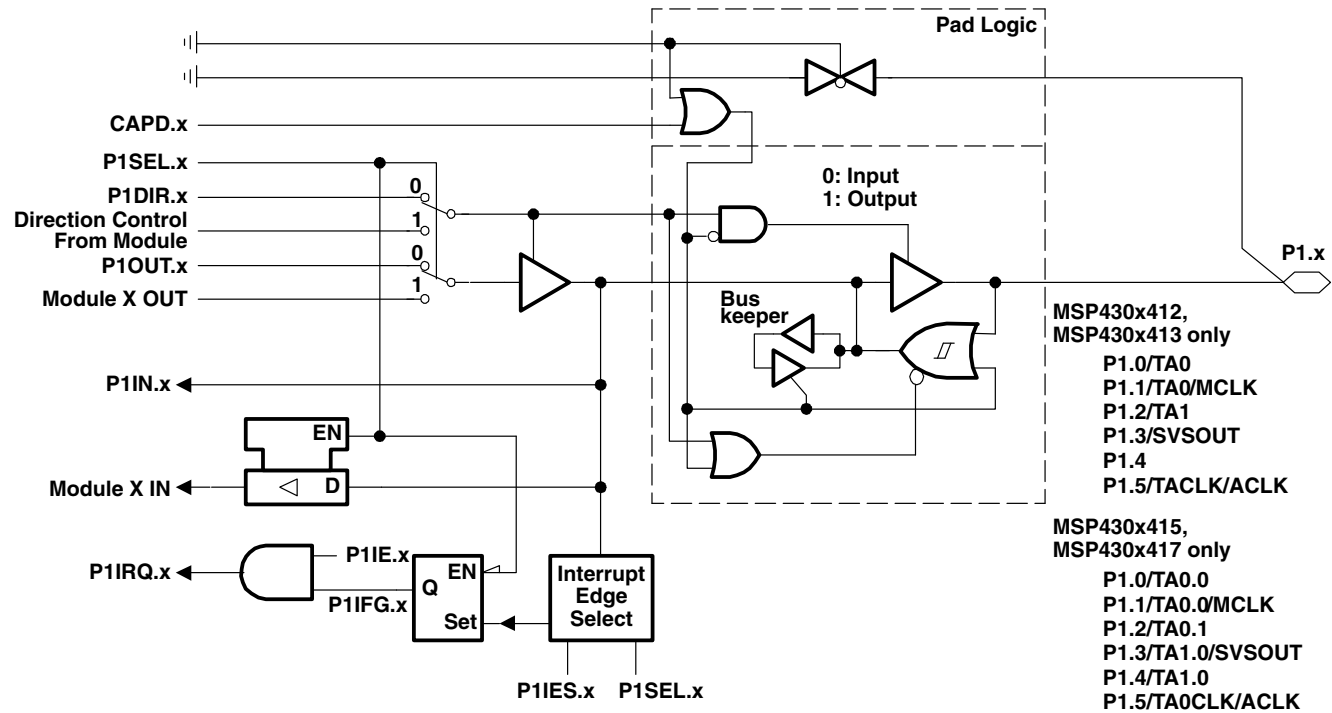 Pad Logic
CAPD.x
P1SEL.x
P1DIR.x
0
Direction Control
From Module
1
P1OUT.x
0
Module X OUT
1
0: Input
1: Output
P1.x
Bus
keeper
MSP430x412,
MSP430x413 only
P1.0/TA0
P1.1/TA0/MCLK
P1.2/TA1
P1.3/SVSOUT
P1.4
P1.5/TACLK/ACLK
P1IN.x
EN
Module X IN
D
P1IRQ.x
P1IE.x
P1IFG.x
EN
Q
Set
Interrupt
Edge
Select
P1IES.x
P1SEL.x
MSP430x415,
MSP430x417 only
P1.0/TA0.0
P1.1/TA0.0/MCLK
P1.2/TA0.1
P1.3/TA1.0/SVSOUT
P1.4/TA1.0
P1.5/TA0CLK/ACLK